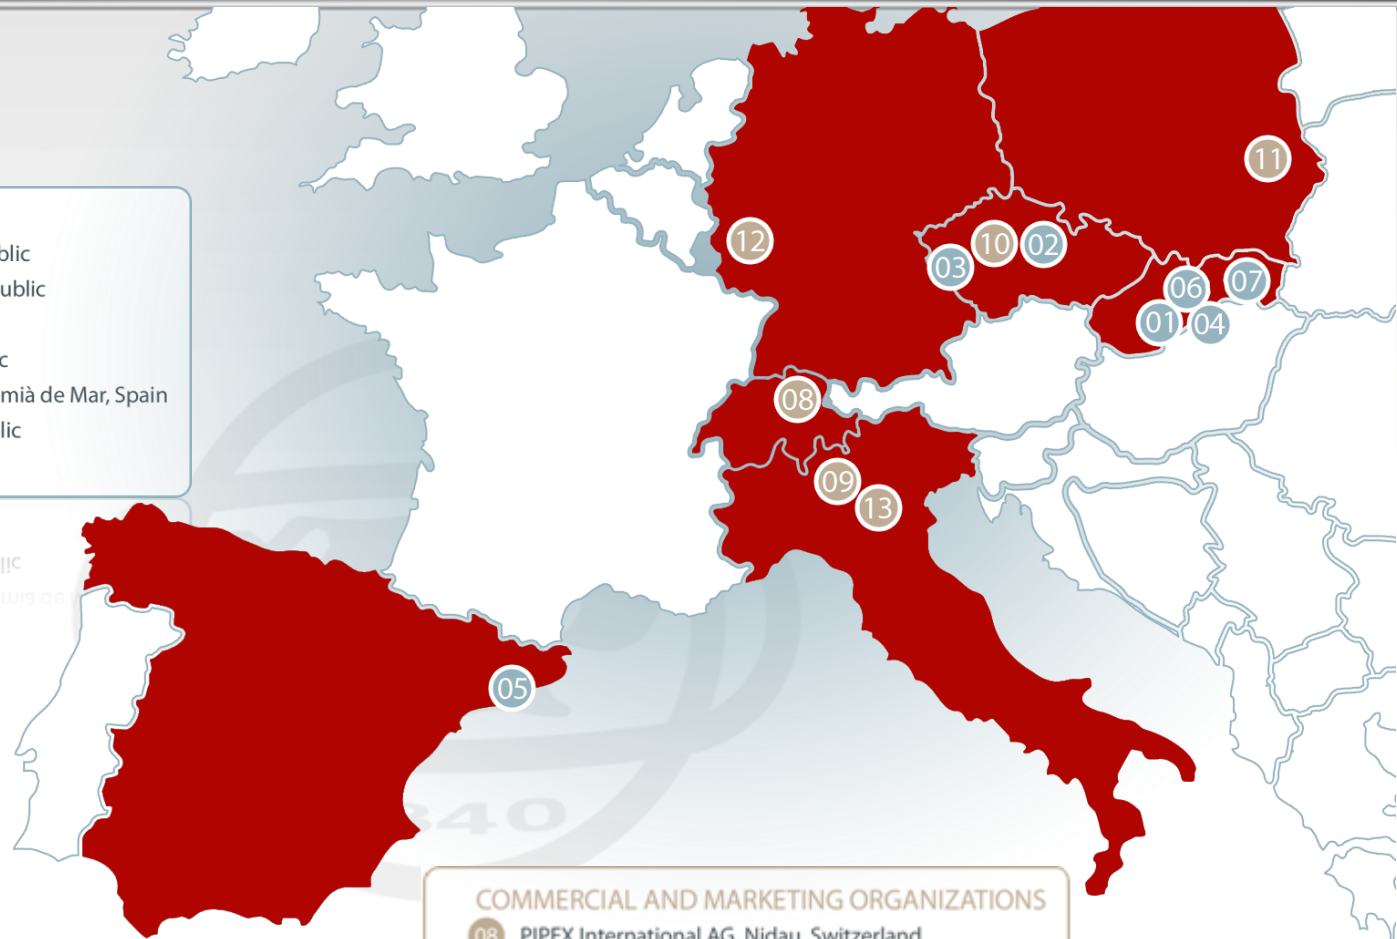 11
12
10
02
03
06
07
01
04
blic
ublic
c
mià de Mar, Spain
lic
08
09
13
05
840
COMMERCIAL AND MARKETING ORGANIZATIONS
08 PIPEX International AG, Nidau, Switzerland